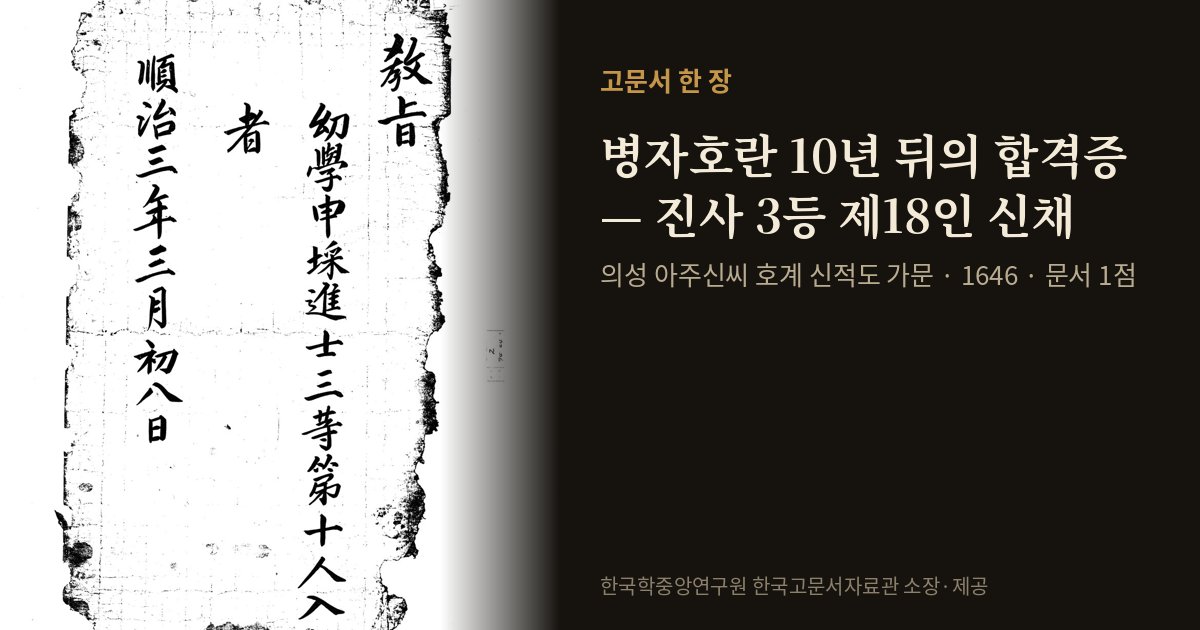 教旨
幼學申埰進士三等第十八人
者
順治三年三月初八日
고문서 한 장
병자호란 10년 뒤의 합격증
— 진사 3등 제18인 신채
의성 아주신씨 호계 신적도 가문 · 1646 · 문서 1점
한국학중앙연구원 한국고문서자료관 소장·제공